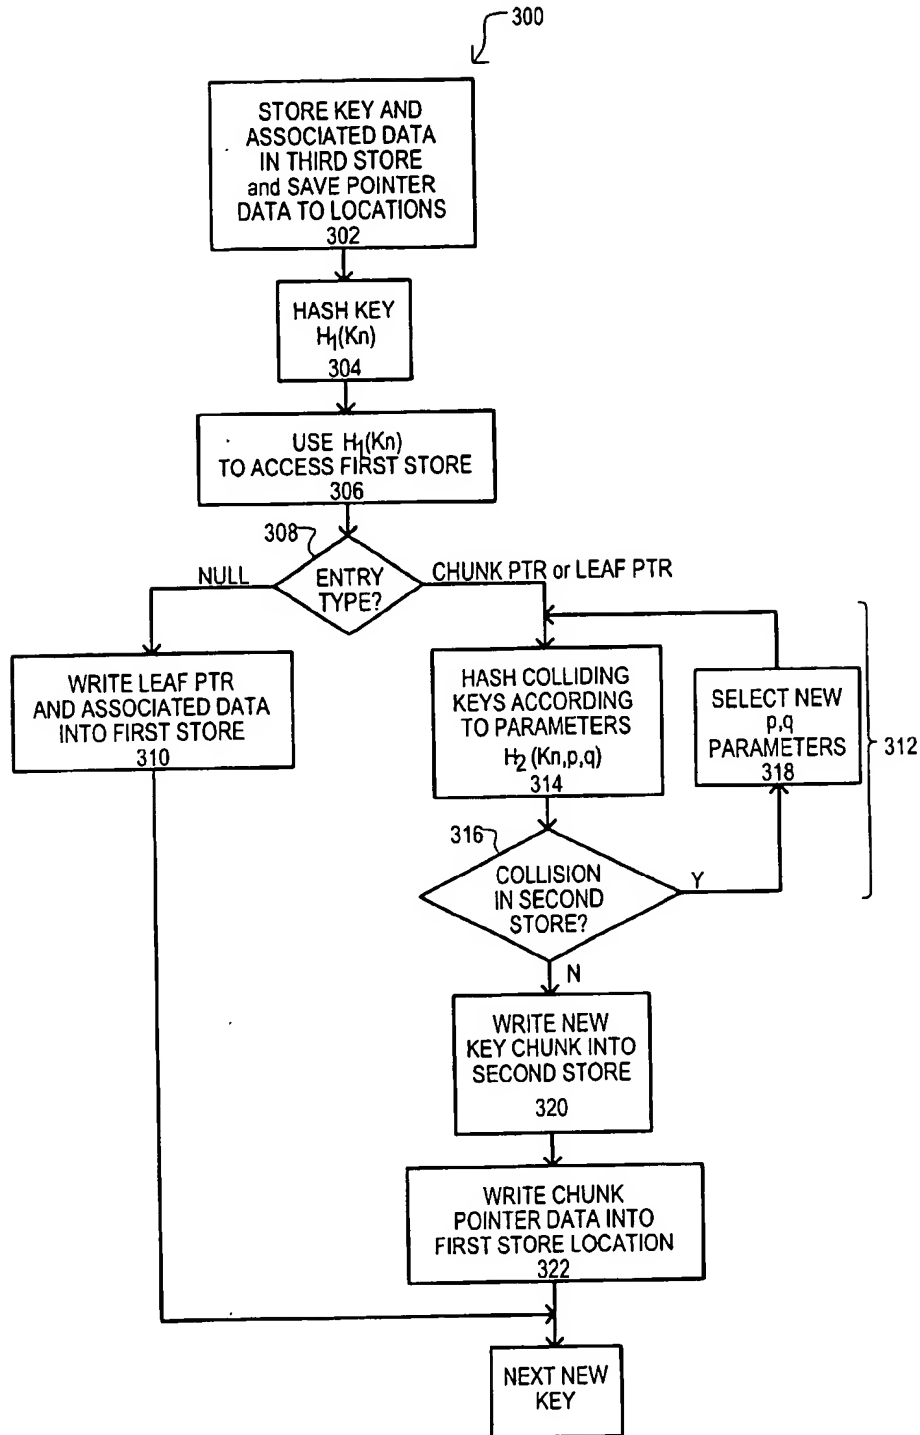 300
STORE KEY AND
ASSOCIATED DATA
IN THIRD STORE
and SAVE POINTER
DATA TO LOCATIONS
302
HASH KEY
H1(Kn)
304
USE H1(Kn)
TO ACCESS FIRST STORE
306
308
ENTRY
TYPE?
NULL
CHUNK PTR or LEAF PTR
WRITE LEAF PTR
AND ASSOCIATED DATA
INTO FIRST STORE
310
HASH COLLIDING
KEYS ACCORDING
TO PARAMETERS
H2 (Kn,p,q)
314
SELECT NEW
p,q
PARAMETERS
318
312
316
COLLISION
IN SECOND
STORE?
Y
N
WRITE NEW
KEY CHUNK INTO
SECOND STORE
320
WRITE CHUNK
POINTER DATA INTO
FIRST STORE LOCATION
322
NEXT NEW
KEY